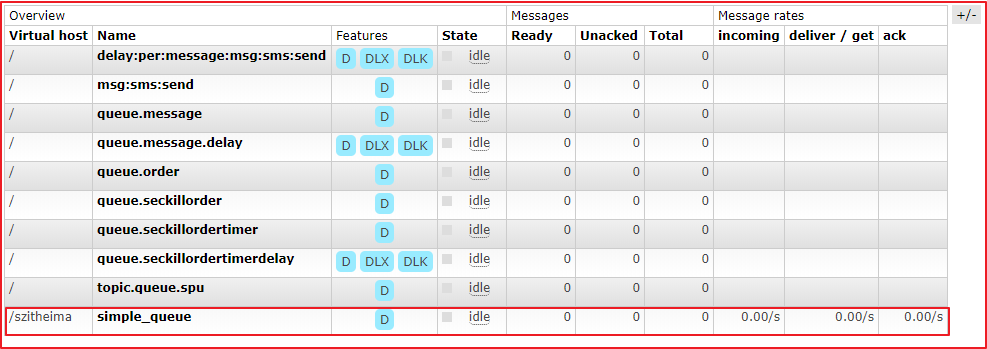 Overview Messages Message rates +/-
Virtual host Name Features State Ready Unacked Total incoming deliver / get ack
/ delay:per:message:msg:sms:send D DLX DLK idle 0 0 0
/ msg:sms:send D idle 0 0 0
/ queue.message D idle 0 0 0
/ queue.message.delay D DLX DLK idle 0 0 0
/ queue.order D idle 0 0 0
/ queue.seckillorder D idle 0 0 0
/ queue.seckillordertimer D idle 0 0 0
/ queue.seckillordertimerdelay D DLX DLK idle 0 0 0
/ topic.queue.spu D idle 0 0 0
/szitheima simple_queue D idle 0 0 0 0.00/s 0.00/s 0.00/s